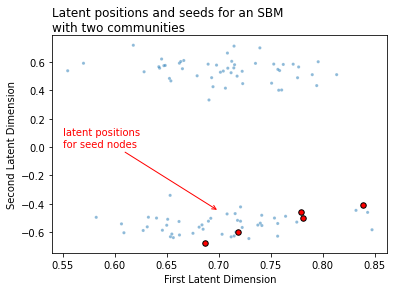 Latent positions and seeds for an SBM
with two communities
Second Latent Dimension
0.6
0.4
0.2
0.0
−0.2
−0.4
−0.6
latent positions
for seed nodes
0.55
0.60
0.65
0.70
0.75
0.80
0.85
First Latent Dimension